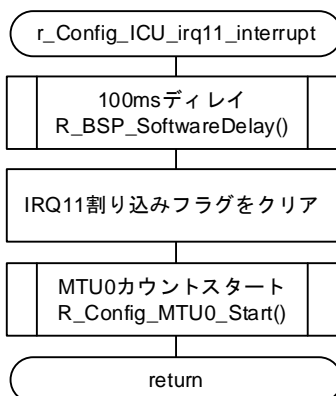 r_Config_ICU_irq11_interrupt
100msディレイ
R_BSP_SoftwareDelay()
IRQ11割り込みフラグをクリア
MTU0カウントスタート
R_Config_MTU0_Start()
return